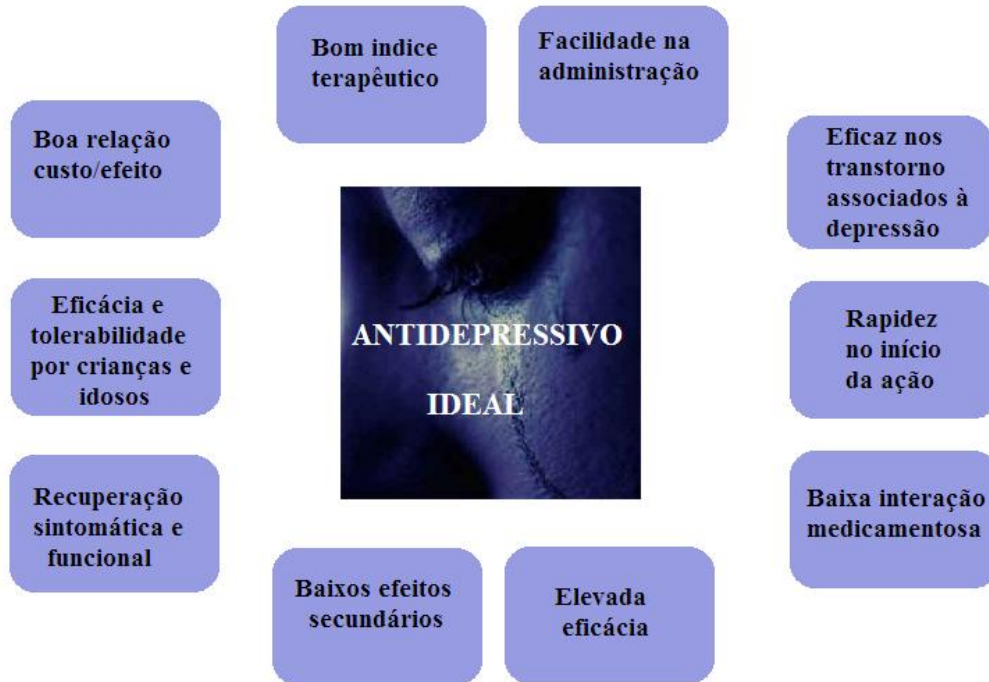 Bom indice
terapêutico
Facilidade na
administração
Boa relação
custo/efeito
Eficaz nos
transtorno
associados à
depressão
ANTIDEPRESSIVO
IDEAL
Eficácia e
tolerabilidade
por crianças e
idosos
Rapidez
no início
da ação
Recuperação
sintomática e
funcional
Baixa interação
medicamentosa
Baixos efeitos
secundários
Elevada
eficácia